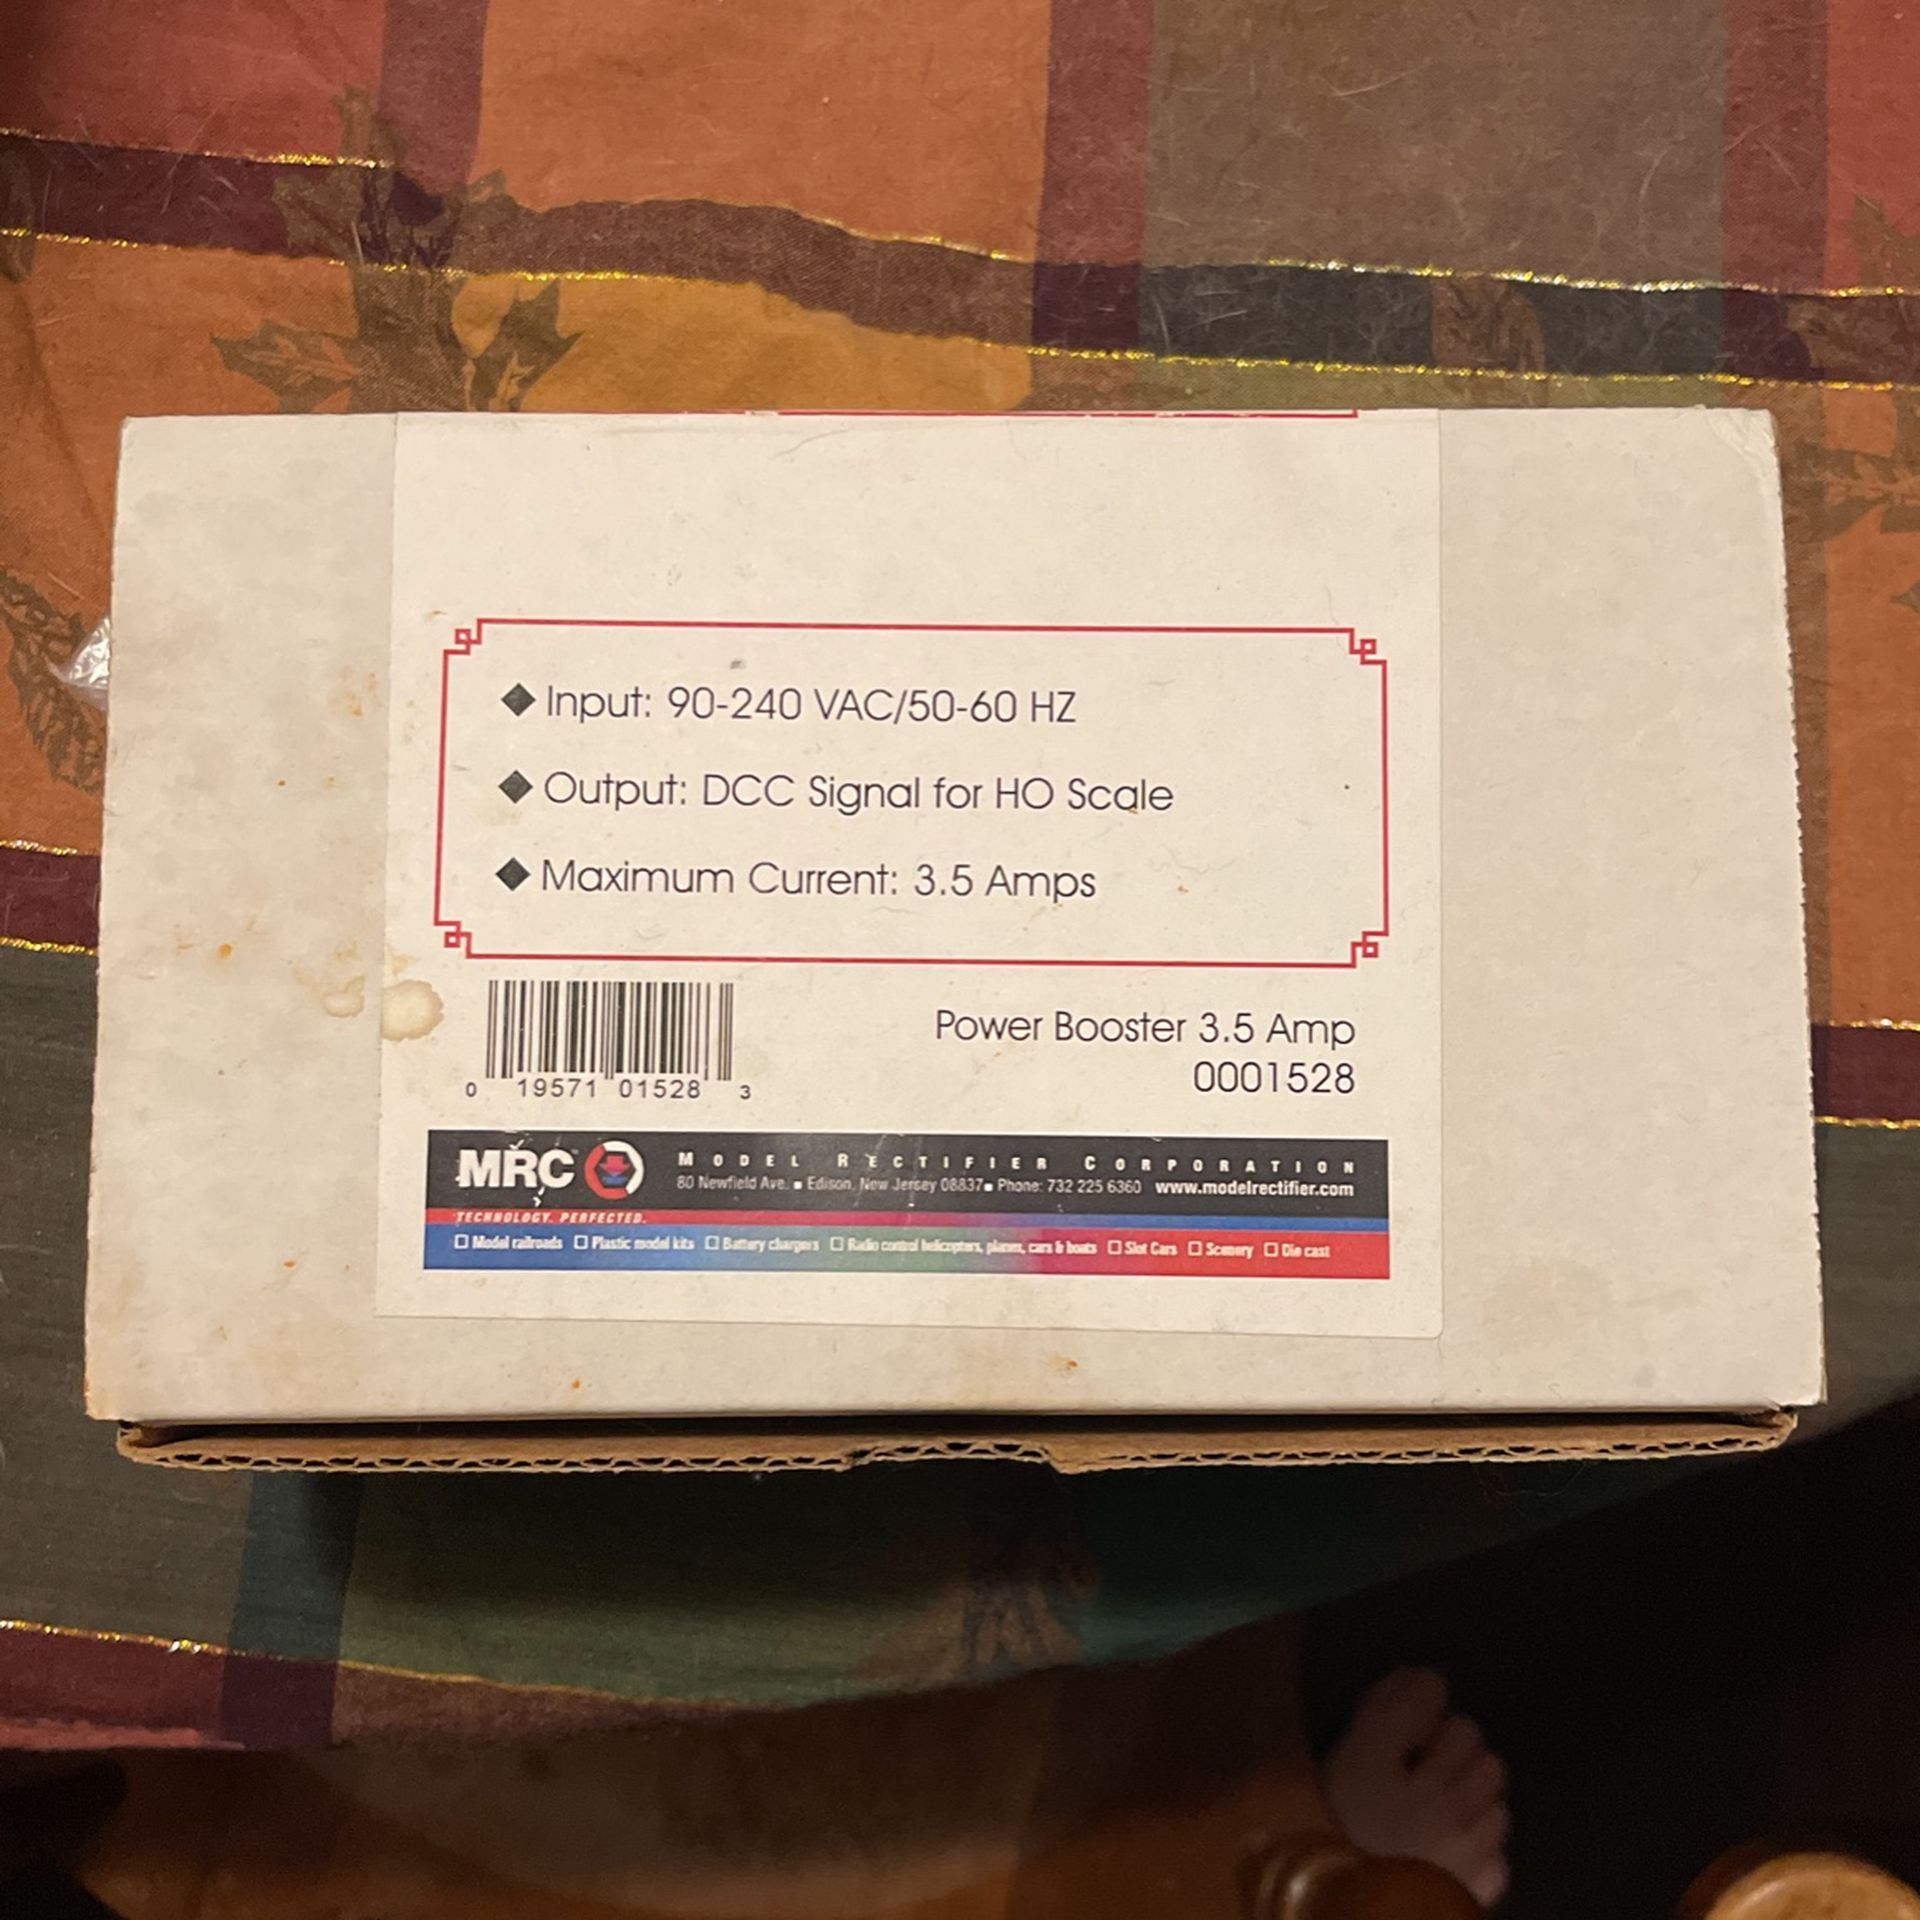 ◆ Input: 90-240 VAC/50-60 HZ
◆ Output: DCC Signal for HO Scale
◆ Maximum Current: 3.5 Amps
0 19571 01528 3
Power Booster 3.5 Amp
0001528
MRC
MODEL RECTIFIER CORPORATION
80 Newfield Ave. ■ Edison, New Jersey 08837 ■ Phone: 732 225 6360 www.modelrectifier.com
TECHNOLOGY. PERFECTED.
☐ Model railroads ☐ Plastic model kits ☐ Battery chargers ☐ Radio control helicopters, planes, cars & boats ☐ Slot Cars ☐ Scenery ☐ Die cast